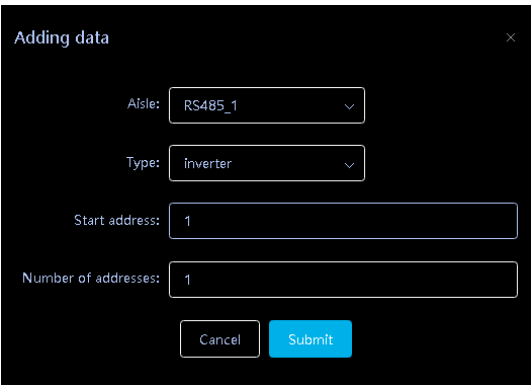 Adding data
Aisle: RS485_1
Type: inverter
Start address: 1
Number of addresses: 1
Cancel Submit